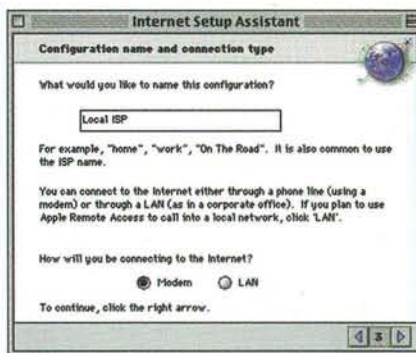 Internet Setup Assistant
Configuration name and connection type
What would you like to name this configuration?
Local ISP
For example, "home", "work", "On The Road". It is also common to use
the ISP name.
You can connect to the Internet either through a phone line (using a
modem) or through a LAN (as in a corporate office). If you plan to use
Apple Remote Access to call into a local network, click 'LAN'.
How will you be connecting to the Internet?
Modem LAN
To continue, click the right arrow.
3